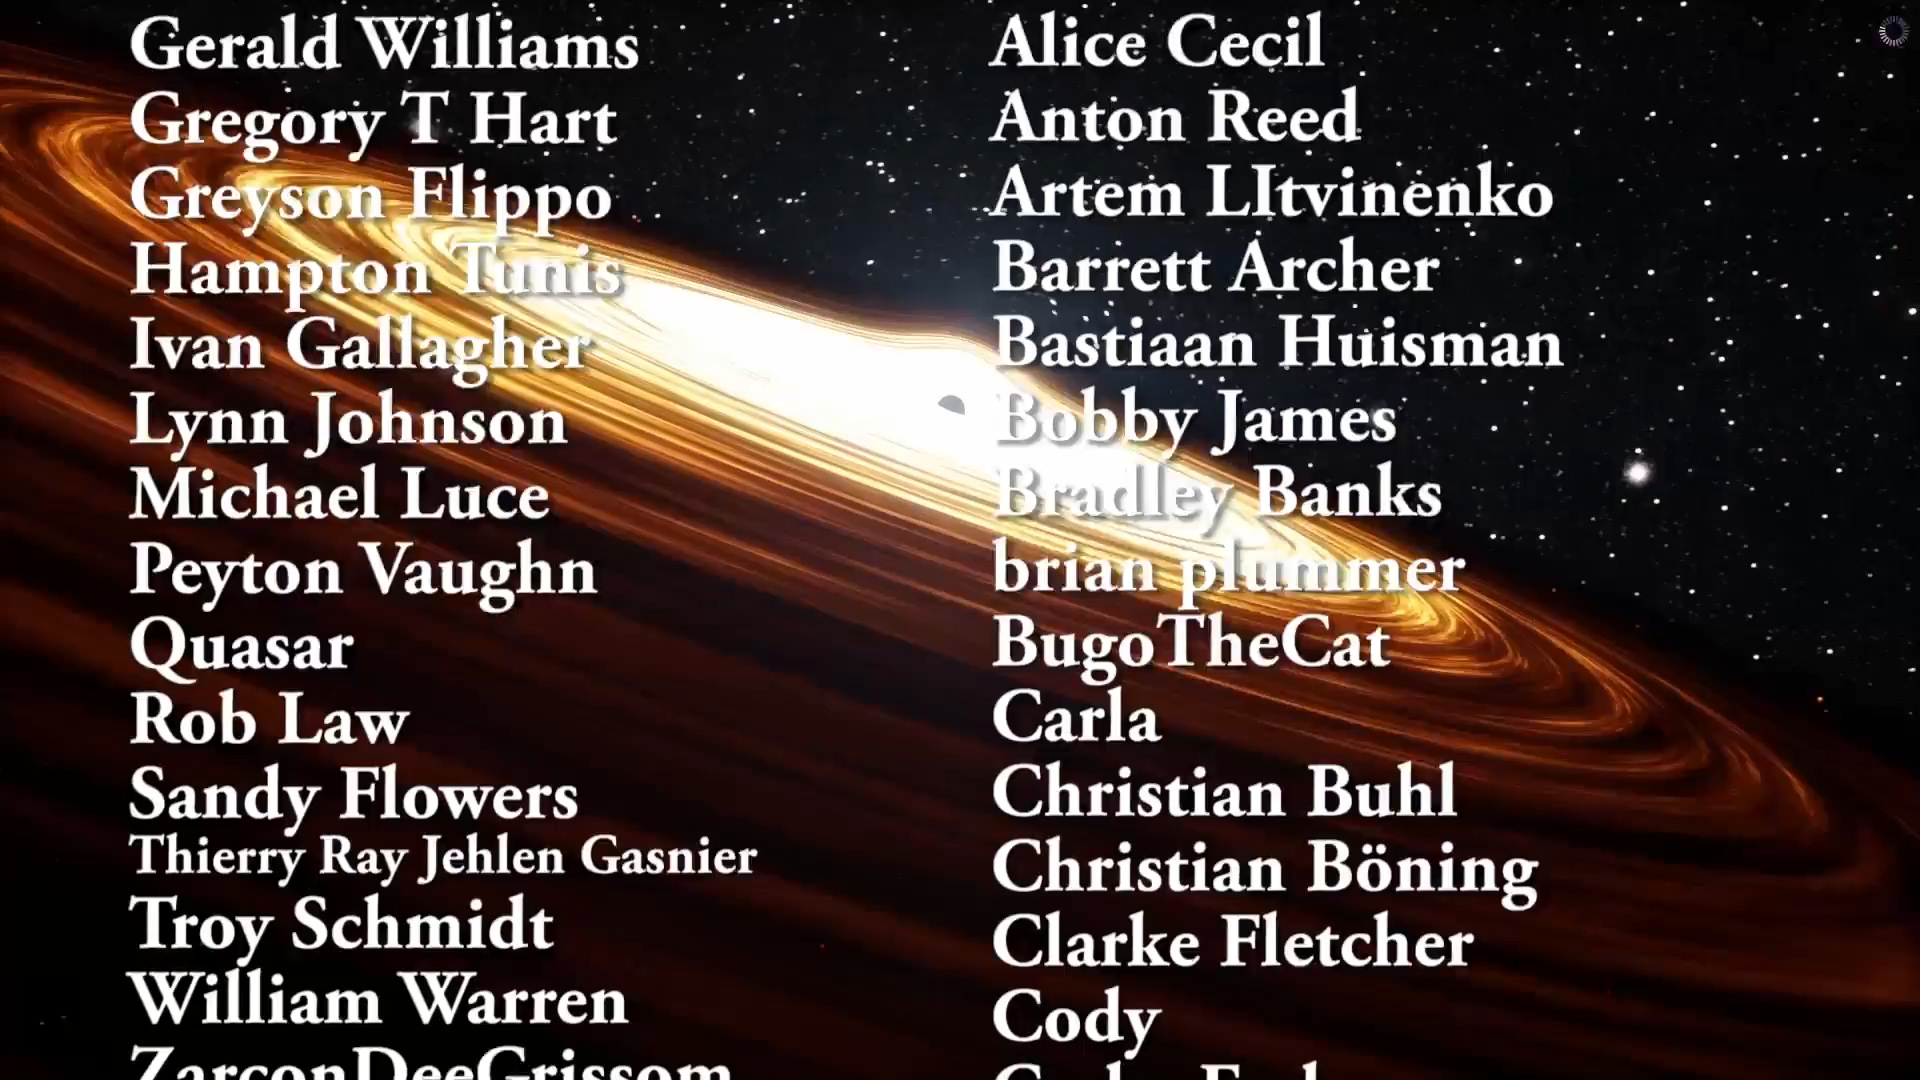 Gerald Williams
Gregory T Hart
Greyson Flippo
Hampton Tunis
Ivan Gallagher
Lynn Johnson
Michael Luce
Peyton Vaughn
Quasar
Rob Law
Sandy Flowers
Thierry Ray Jehlen Gasnier
Troy Schmidt
William Warren
ZarconDeeGrissom
Alice Cecil
Anton Reed
Artem LItvinenko
Barrett Archer
Bastiaan Huisman
Bobby James
Bradley Banks
brian plummer
BugoTheCat
Carla
Christian Buhl
Christian Böning
Clarke Fletcher
Cody